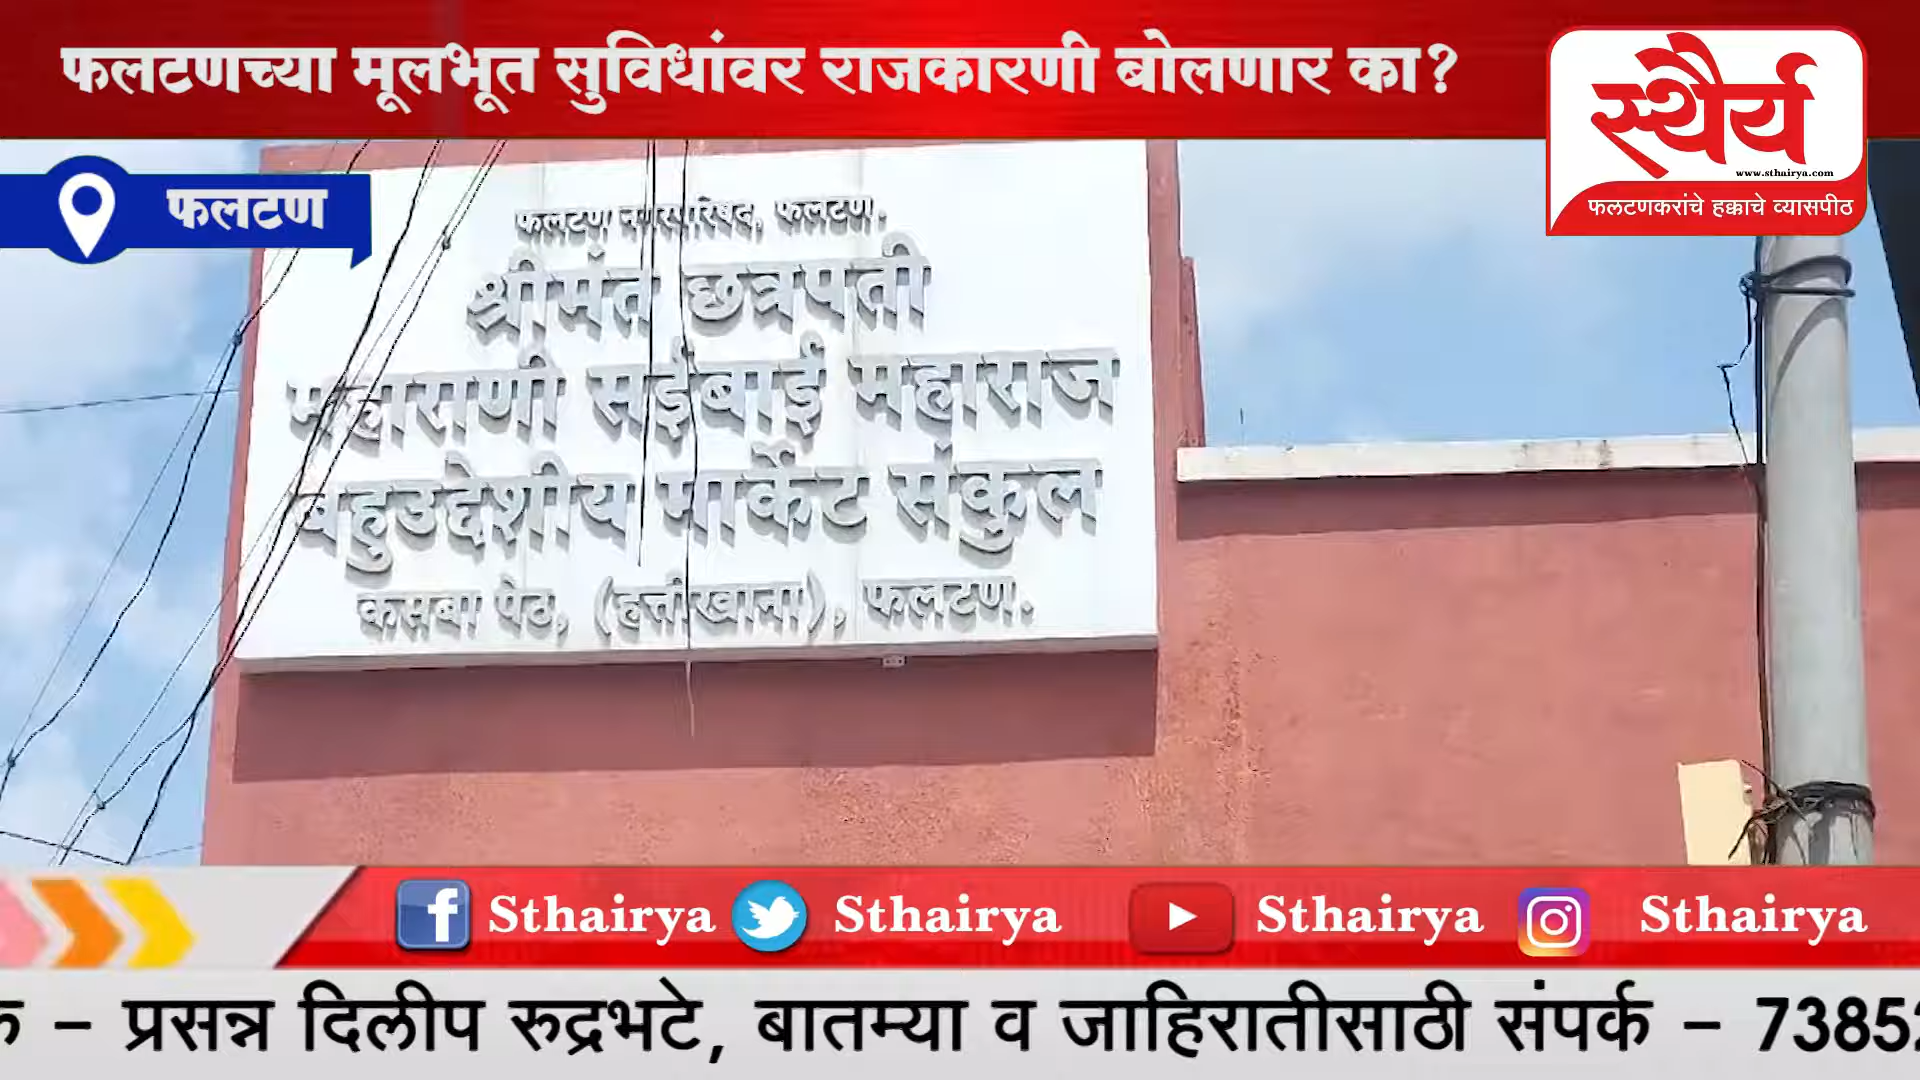 फलटणच्या मूलभूत सुविधांवर राजकारणी बोलणार का?
स्थैर्य
www.sthairya.com
फलटणकरांचे हक्काचे व्यासपीठ
फलटण
फलटण नगरपरिषद, फलटण.
श्रीमंत छत्रपती
महाराणी सईबाई महाराज
बहुउद्देशीय मार्केट संकुल
कसबा पेठ, (हत्तीखाना), फलटण.
Sthairya Sthairya Sthairya Sthairya
क – प्रसन्न दिलीप रुद्रभटे, बातम्या व जाहिरातीसाठी संपर्क – 7385